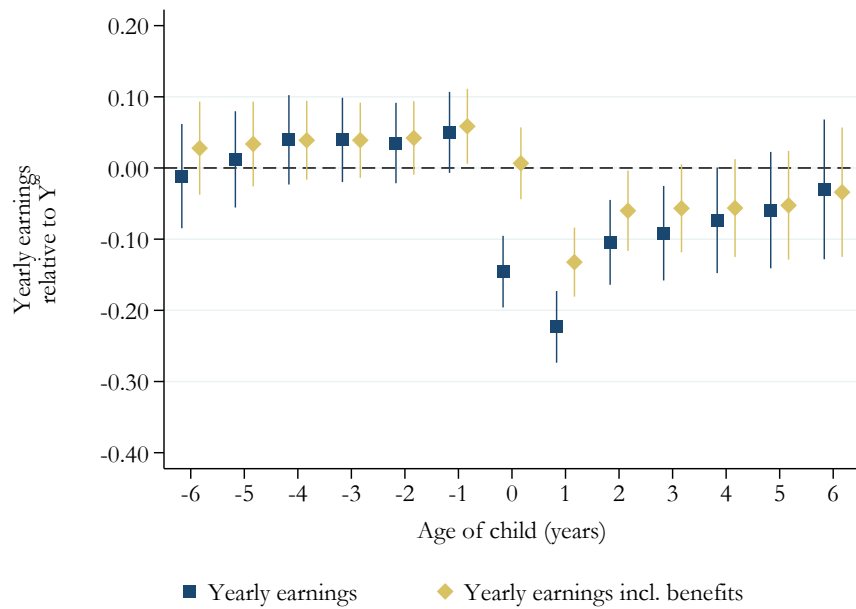 0.20
0.10
0.00
-0.10
-0.20
-0.30
-0.40
Yearly earnings
relative to Ỹ
-6 -5 -4 -3 -2 -1 0 1 2 3 4 5 6
Age of child (years)
Yearly earnings Yearly earnings incl. benefits